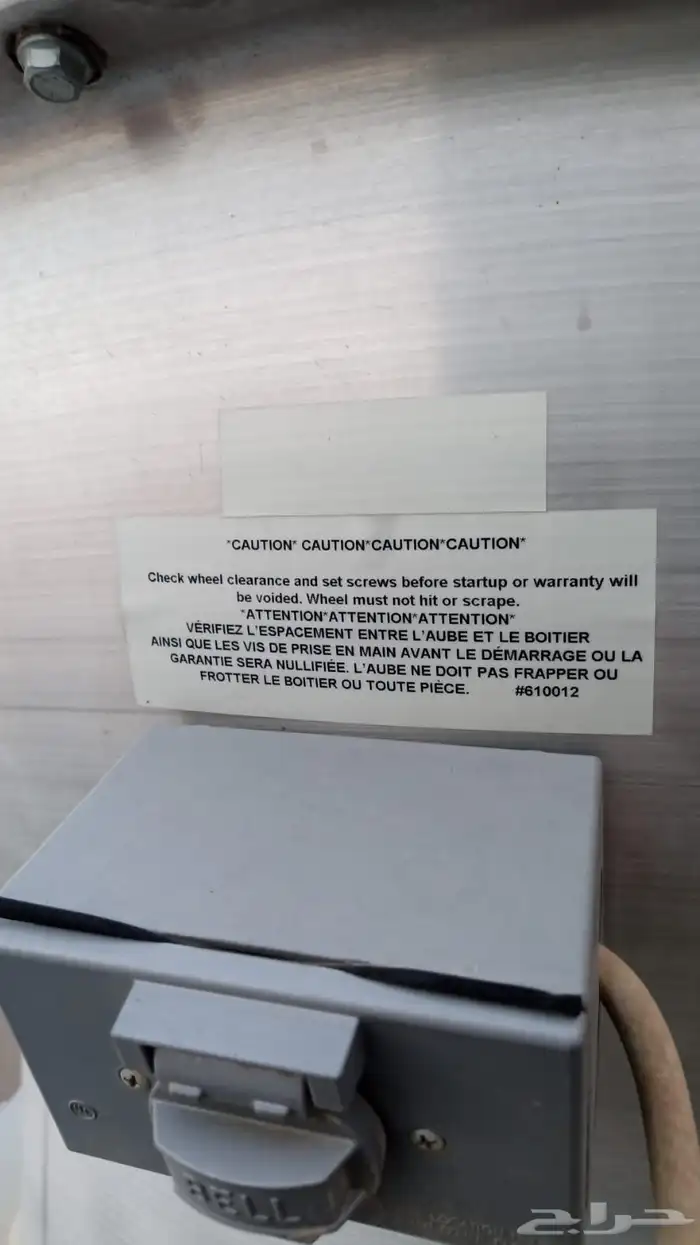 *CAUTION* CAUTION*CAUTION*CAUTION*
Check wheel clearance and set screws before startup or warranty will
be voided. Wheel must not hit or scrape.
*ATTENTION*ATTENTION*ATTENTION*
VÉRIFIEZ L'ESPACEMENT ENTRE L'AUBE ET LE BOITIER
AINSI QUE LES VIS DE PRISE EN MAIN AVANT LE DÉMARRAGE OU LA
GARANTIE SERA NULLIFIÉE. L'AUBE NE DOIT PAS FRAPPER OU
FROTTER LE BOITIER OU TOUTE PIÈCE. #610012
BELL
حراج